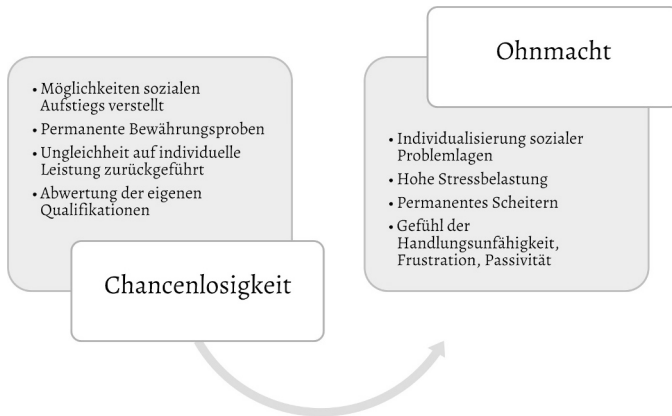 • Möglichkeiten sozialen
Aufstiegs verstellt
• Permanente Bewährungsproben
• Ungleichheit auf individuelle
Leistung zurückgeführt
• Abwertung der eigenen
Qualifikationen
Chancenlosigkeit
Ohnmacht
• Individualisierung sozialer
Problemlagen
• Hohe Stressbelastung
• Permanentes Scheitern
• Gefühl der
Handlungsunfähigkeit,
Frustration, Passivität